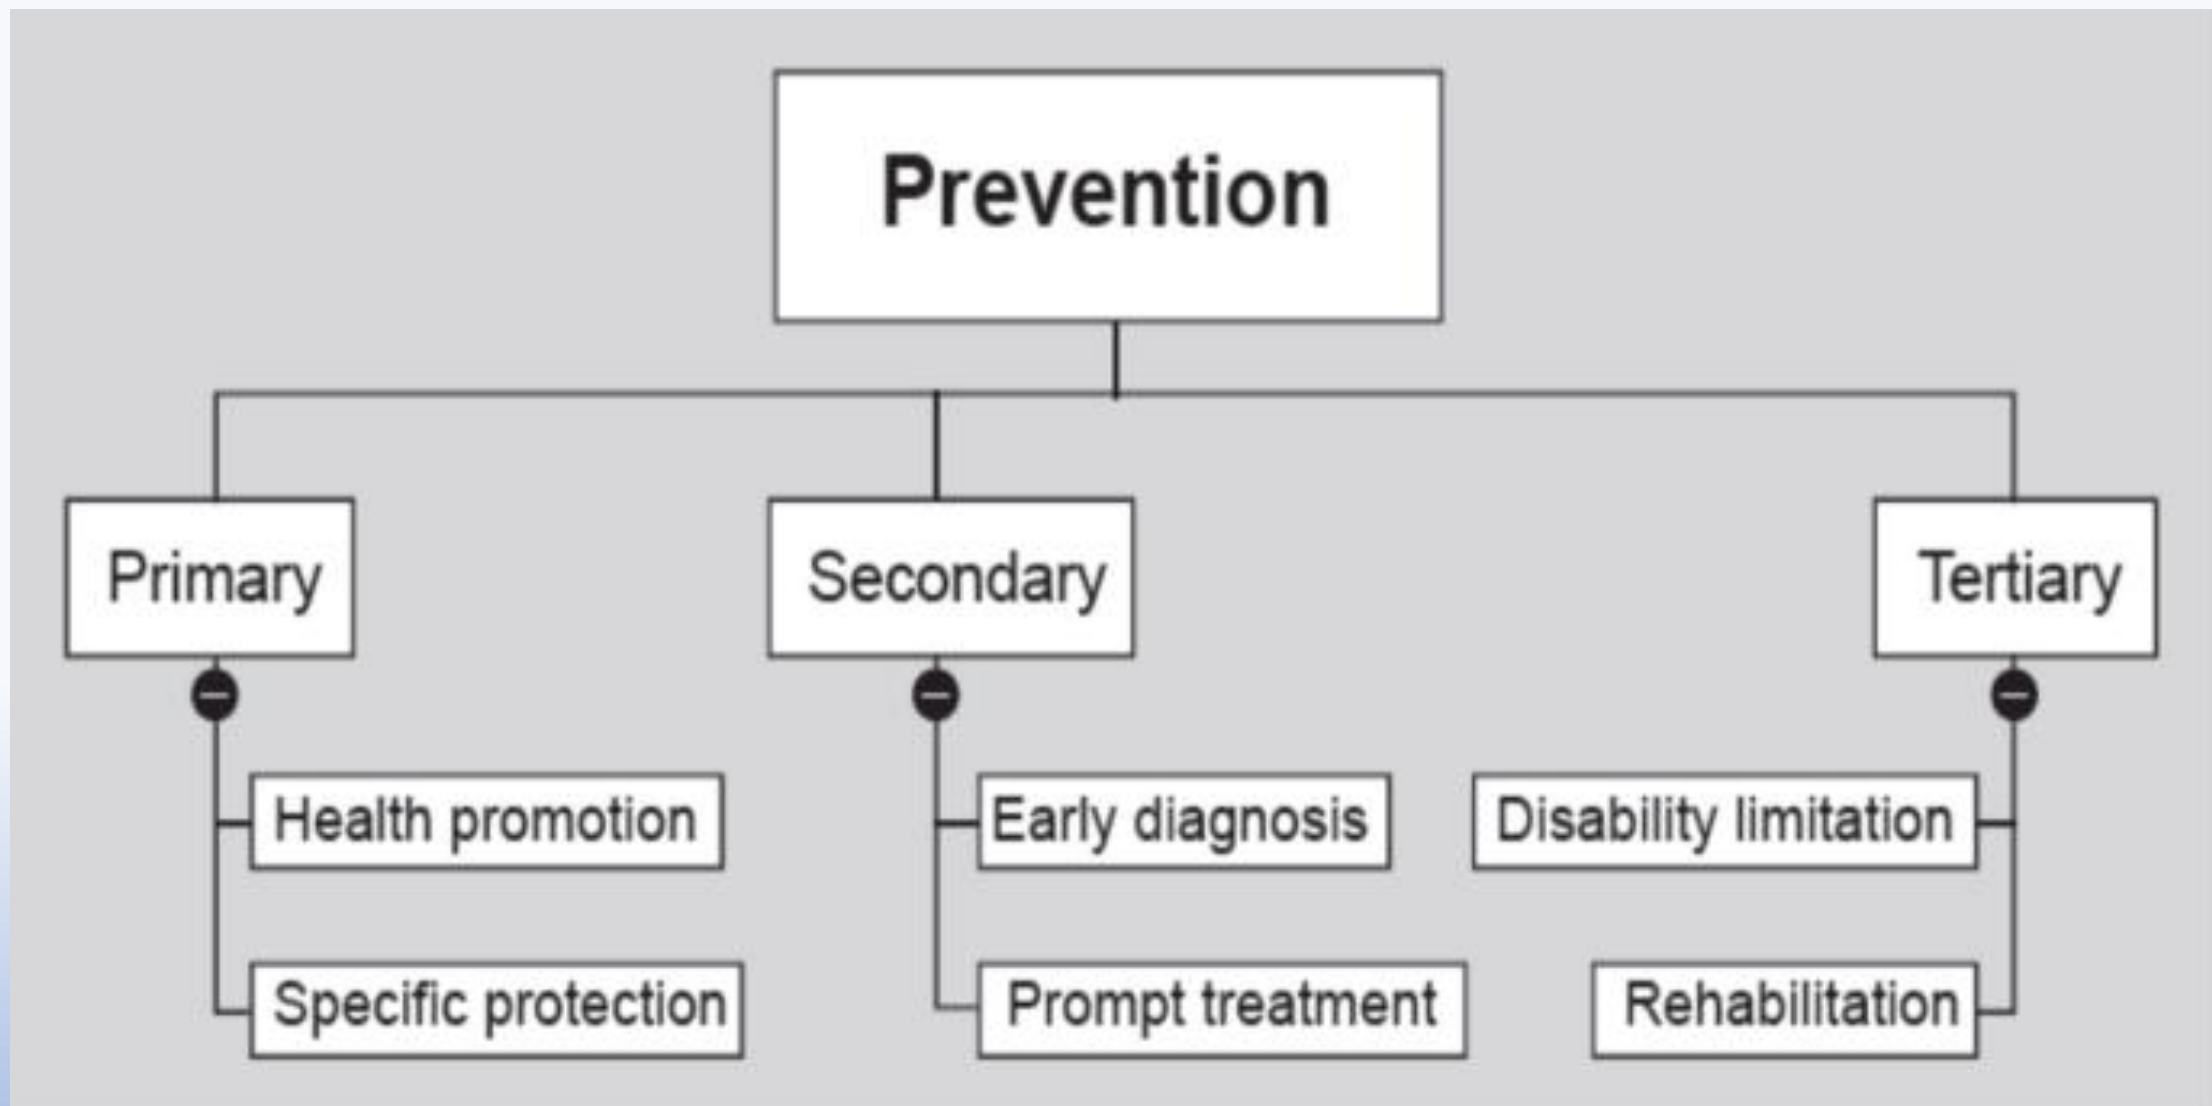 Prevention
Primary
Secondary
Tertiary
Health promotion
Early diagnosis
Disability limitation
Specific protection
Prompt treatment
Rehabilitation